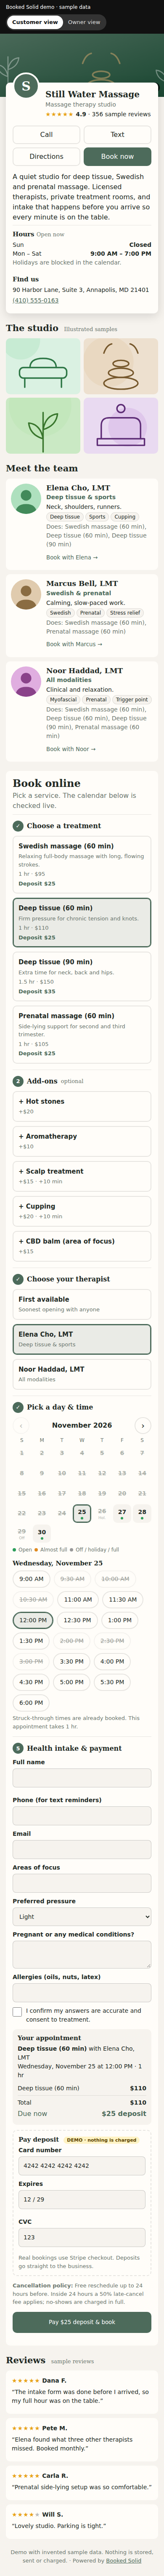 Booked Solid demo · sample data
Customer view
Owner view
S
Still Water Massage
Massage therapy studio
★★★★★ 4.9 · 356 sample reviews
Call
Text
Directions
Book now
A quiet studio for deep tissue, Swedish
and prenatal massage. Licensed
therapists, private treatment rooms, and
intake that happens before you arrive so
every minute is on the table.
Hours Open now
Sun Closed
Mon – Sat 9:00 AM – 7:00 PM
Holidays are blocked in the calendar.
Find us
90 Harbor Lane, Suite 3, Annapolis, MD 21401
(410) 555-0163
The studio Illustrated samples
Meet the team
Elena Cho, LMT
Deep tissue & sports
Neck, shoulders, runners.
Deep tissue Sports Cupping
Does: Swedish massage (60 min),
Deep tissue (60 min), Deep tissue
(90 min)
Book with Elena →
Marcus Bell, LMT
Swedish & prenatal
Calming, slow-paced work.
Swedish Prenatal Stress relief
Does: Swedish massage (60 min),
Prenatal massage (60 min)
Book with Marcus →
Noor Haddad, LMT
All modalities
Clinical and relaxation.
Myofascial Prenatal Trigger point
Does: Swedish massage (60 min),
Deep tissue (60 min), Deep tissue
(90 min), Prenatal massage (60
min)
Book with Noor →
Book online
Pick a service. The calendar below is
checked live.
✓ Choose a treatment
Swedish massage (60 min)
Relaxing full-body massage with long, flowing
strokes.
1 hr · $95
Deposit $25
Deep tissue (60 min)
Firm pressure for chronic tension and knots.
1 hr · $110
Deposit $25
Deep tissue (90 min)
Extra time for neck, back and hips.
1.5 hr · $150
Deposit $35
Prenatal massage (60 min)
Side-lying support for second and third
trimester.
1 hr · $105
Deposit $25
2 Add-ons optional
+ Hot stones
+$20
+ Aromatherapy
+$10
+ Scalp treatment
+$15 · +10 min
+ Cupping
+$20 · +10 min
+ CBD balm (area of focus)
+$15
✓ Choose your therapist
First available
Soonest opening with anyone
Elena Cho, LMT
Deep tissue & sports
Noor Haddad, LMT
All modalities
✓ Pick a day & time
‹ November 2026 ›
S M T W T F S
1 2 3 4 5 6 7
8 9 10 11 12 13 14
15 16 17 18 19 20 21
22 23 24 25 26 27 28
29 30
Open Almost full Off / holiday / full
Wednesday, November 25
9:00 AM 9:30 AM 10:00 AM
10:30 AM 11:00 AM 11:30 AM
12:00 PM 12:30 PM 1:00 PM
1:30 PM 2:00 PM 2:30 PM
3:00 PM 3:30 PM 4:00 PM
4:30 PM 5:00 PM 5:30 PM
6:00 PM
Struck-through times are already booked. This
appointment takes 1 hr.
5 Health intake & payment
Full name
Phone (for text reminders)
Email
Areas of focus
Preferred pressure
Light
Pregnant or any medical conditions?
Allergies (oils, nuts, latex)
I confirm my answers are accurate and
consent to treatment.
Your appointment
Deep tissue (60 min) with Elena Cho,
LMT
Wednesday, November 25 at 12:00 PM · 1
hr
Deep tissue (60 min) $110
Total $110
Due now $25 deposit
Pay deposit DEMO · nothing is charged
Card number
4242 4242 4242 4242
Expires
12 / 29
CVC
123
Real bookings use Stripe checkout. Deposits
go straight to the business.
Cancellation policy: Free reschedule up to 24
hours before. Inside 24 hours a 50% late-cancel
fee applies; no-shows are charged in full.
Pay $25 deposit & book
Reviews sample reviews
★★★★★ Dana F.
“The intake form was done before I arrived, so
my full hour was on the table.”
★★★★★ Pete M.
“Elena found what three other therapists
missed. Booked monthly.”
★★★★★ Carla R.
“Prenatal side-lying setup was so comfortable.”
★★★★★ Will S.
“Lovely studio. Parking is tight.”
Demo with invented sample data. Nothing is stored,
sent or charged. · Powered by Booked Solid